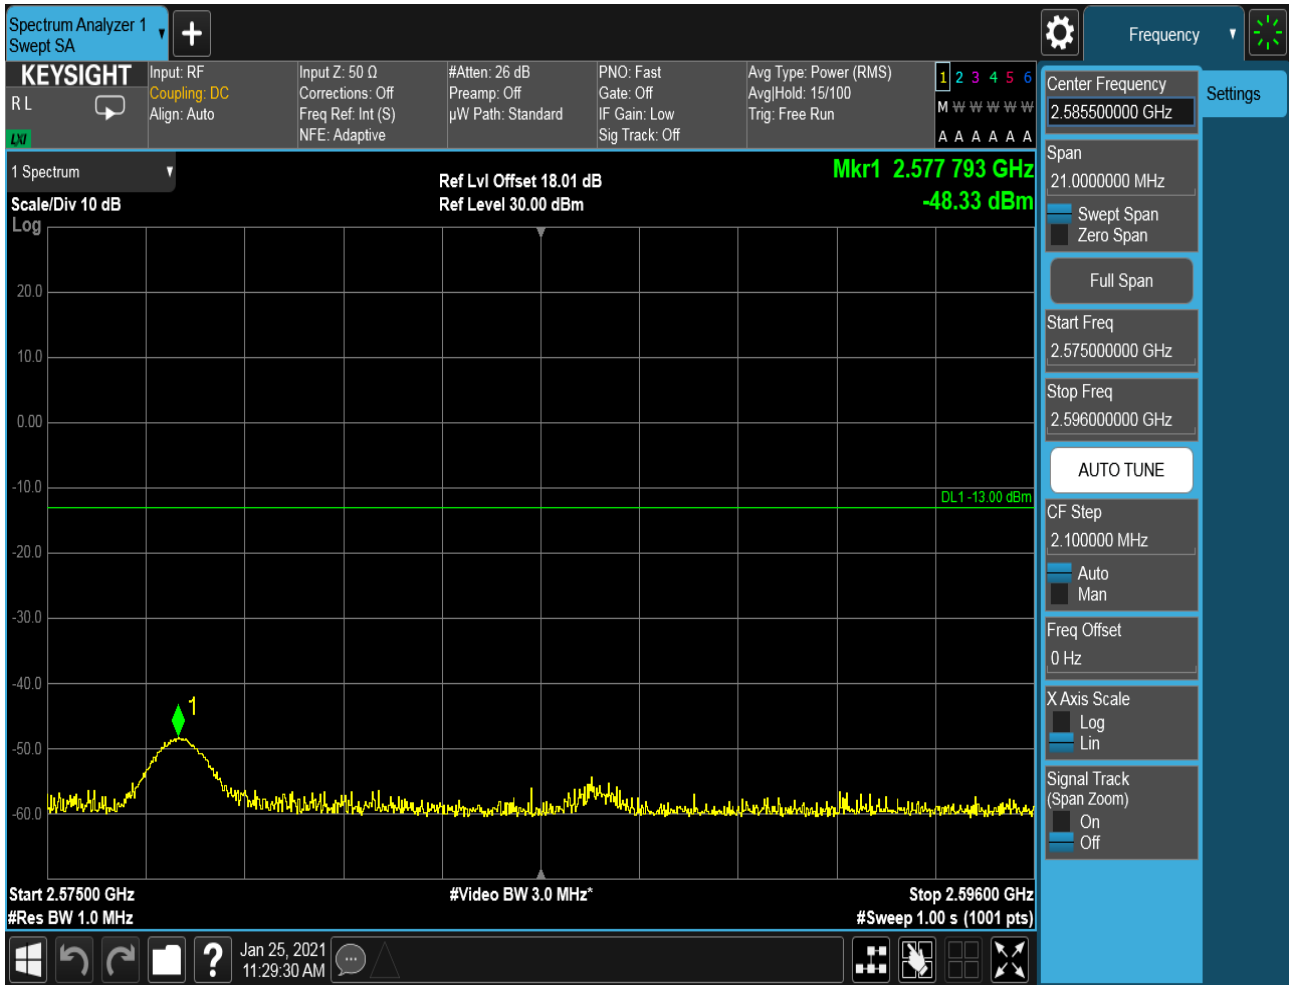 Spectrum Analyzer 1
Swept SA
Frequency
KEYSIGHT
R L
LXI
Input: RF
Coupling: DC
Align: Auto
Input Z: 50 Ω
Corrections: Off
Freq Ref: Int (S)
NFE: Adaptive
#Atten: 26 dB
Preamp: Off
µW Path: Standard
PNO: Fast
Gate: Off
IF Gain: Low
Sig Track: Off
Avg Type: Power (RMS)
Avg|Hold: 15/100
Trig: Free Run
1 2 3 4 5 6
M W W W W W
A A A A A A
1 Spectrum
Scale/Div 10 dB
Log
Ref Lvl Offset 18.01 dB
Ref Level 30.00 dBm
Mkr1 2.577 793 GHz
-48.33 dBm
20.0
10.0
0.00
-10.0
DL1 -13.00 dBm
-20.0
-30.0
-40.0
1
-50.0
-60.0
Start 2.57500 GHz
#Res BW 1.0 MHz
#Video BW 3.0 MHz*
Stop 2.59600 GHz
#Sweep 1.00 s (1001 pts)
Center Frequency
2.585500000 GHz
Settings
Span
21.0000000 MHz
Swept Span
Zero Span
Full Span
Start Freq
2.575000000 GHz
Stop Freq
2.596000000 GHz
AUTO TUNE
CF Step
2.100000 MHz
Auto
Man
Freq Offset
0 Hz
X Axis Scale
Log
Lin
Signal Track
(Span Zoom)
On
Off
?
Jan 25, 2021
11:29:30 AM